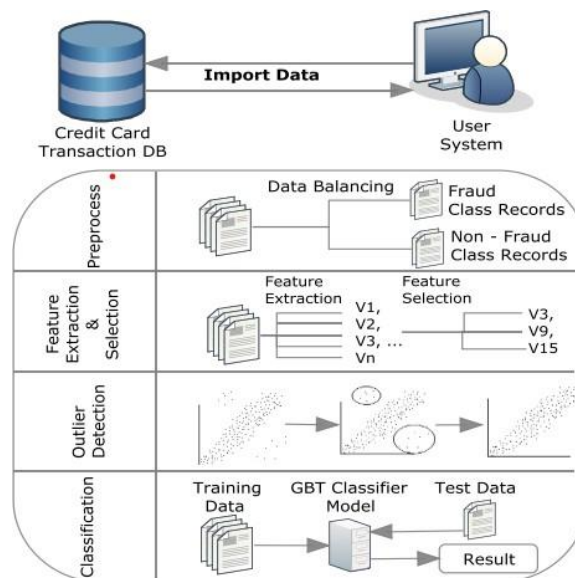 Import Data
Credit Card
Transaction DB
User
System
Preprocess
Data Balancing
Fraud
Class Records
Non - Fraud
Class Records
Feature
Extraction
&
Selection
Feature
Extraction
V1,
V2,
V3, ...
Vn
Feature
Selection
V3,
V9,
V15
Outlier
Detection
Classification
Training
Data
GBT Classifier
Model
Test Data
Result